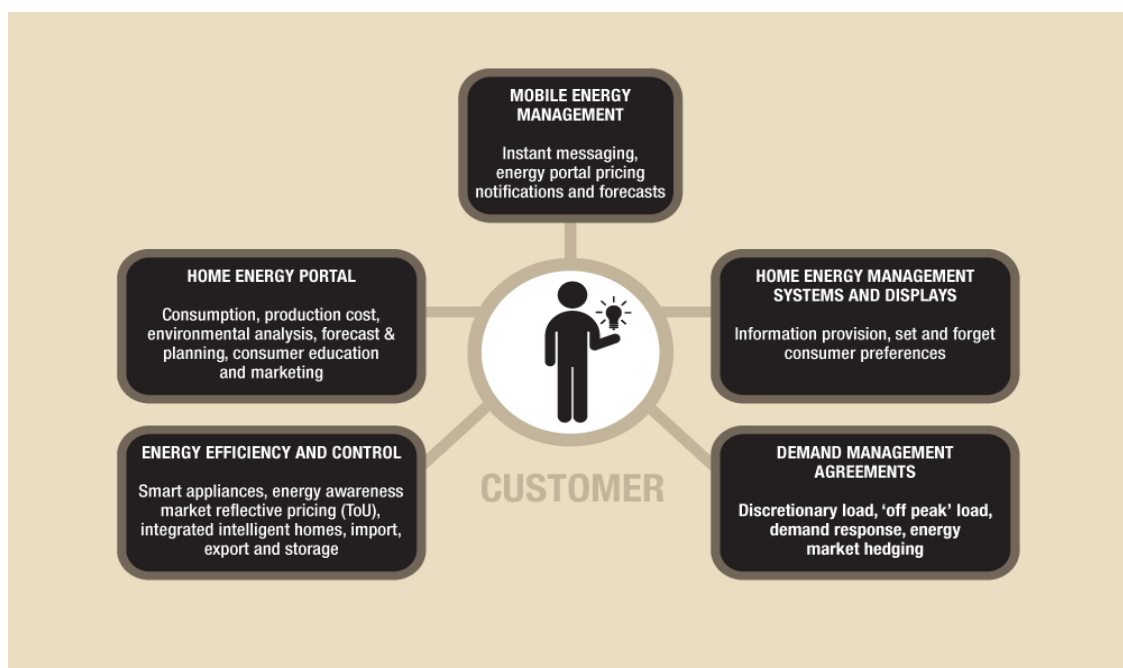 MOBILE ENERGY
MANAGEMENT
Instant messaging,
energy portal pricing
notifications and forecasts
HOME ENERGY PORTAL
Consumption, production cost,
environmental analysis, forecast &
planning, consumer education
and marketing
HOME ENERGY MANAGEMENT
SYSTEMS AND DISPLAYS
Information provision, set and forget
consumer preferences
ENERGY EFFICIENCY AND CONTROL
Smart appliances, energy awareness
market reflective pricing (ToU),
integrated intelligent homes, import,
export and storage
CUSTOMER
DEMAND MANAGEMENT
AGREEMENTS
Discretionary load, ‘off peak’ load,
demand response, energy
market hedging